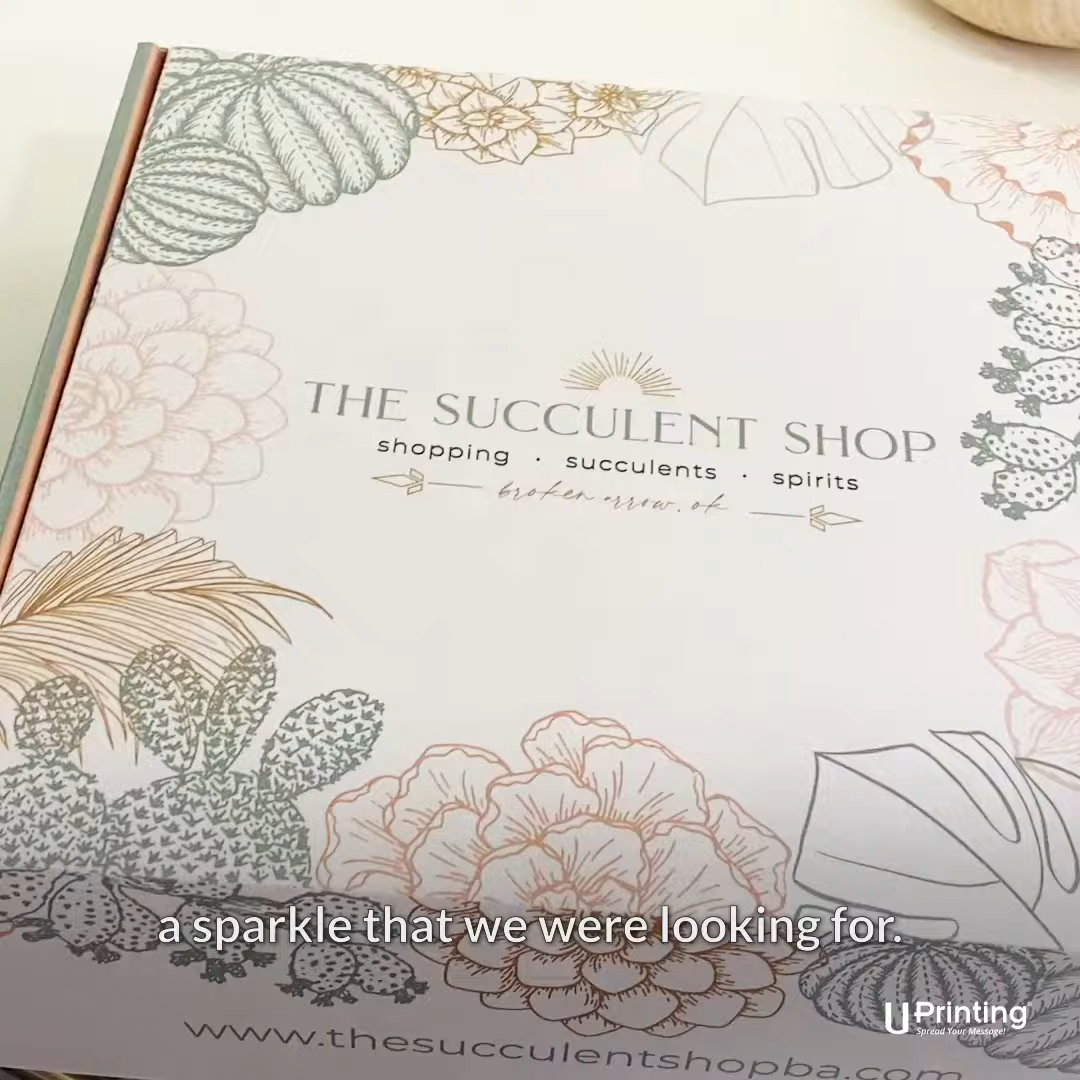 THE SUCCULENT SHOP
shopping · succulents · spirits
broken arrow, ok
a sparkle that we were looking for.
UPrinting
Spread Your Message!
www.thesucculentshopba.com